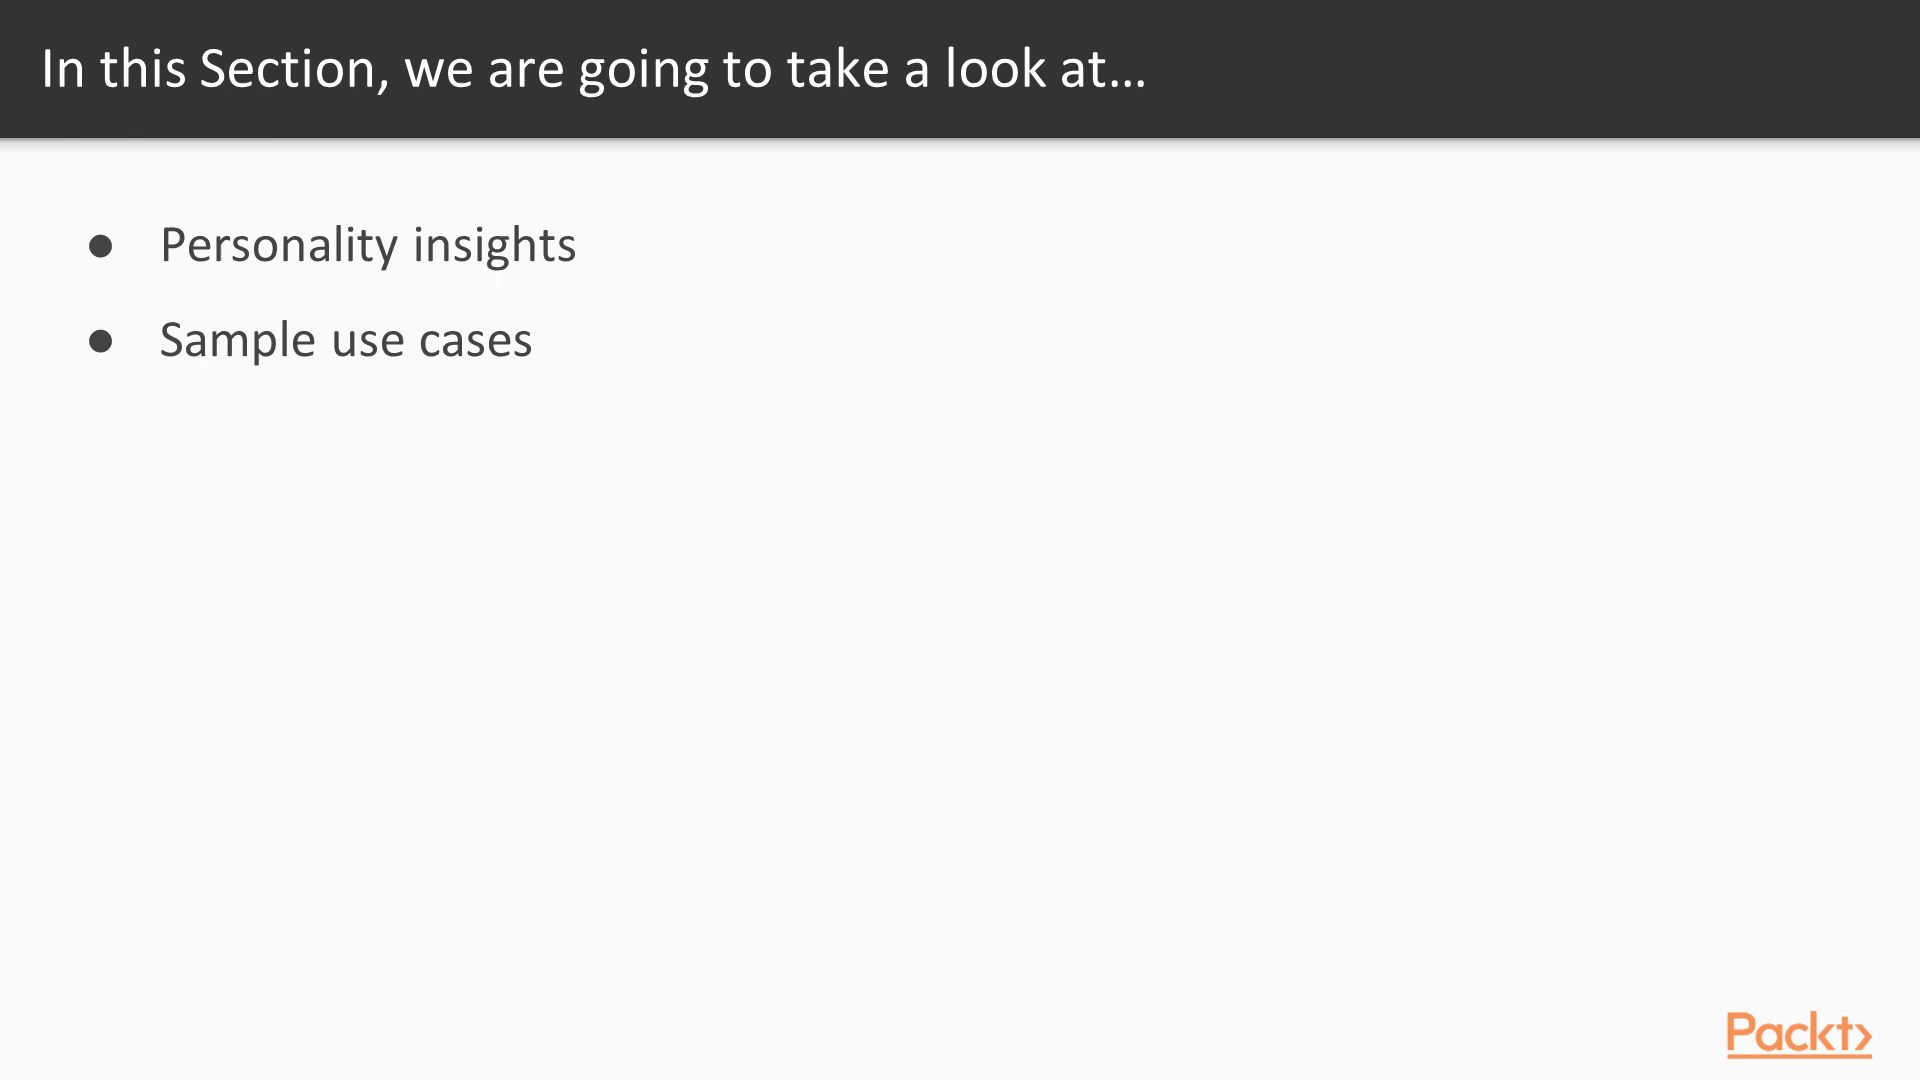 In this Section, we are going to take a look at...
● Personality insights
● Sample use cases
Packt>